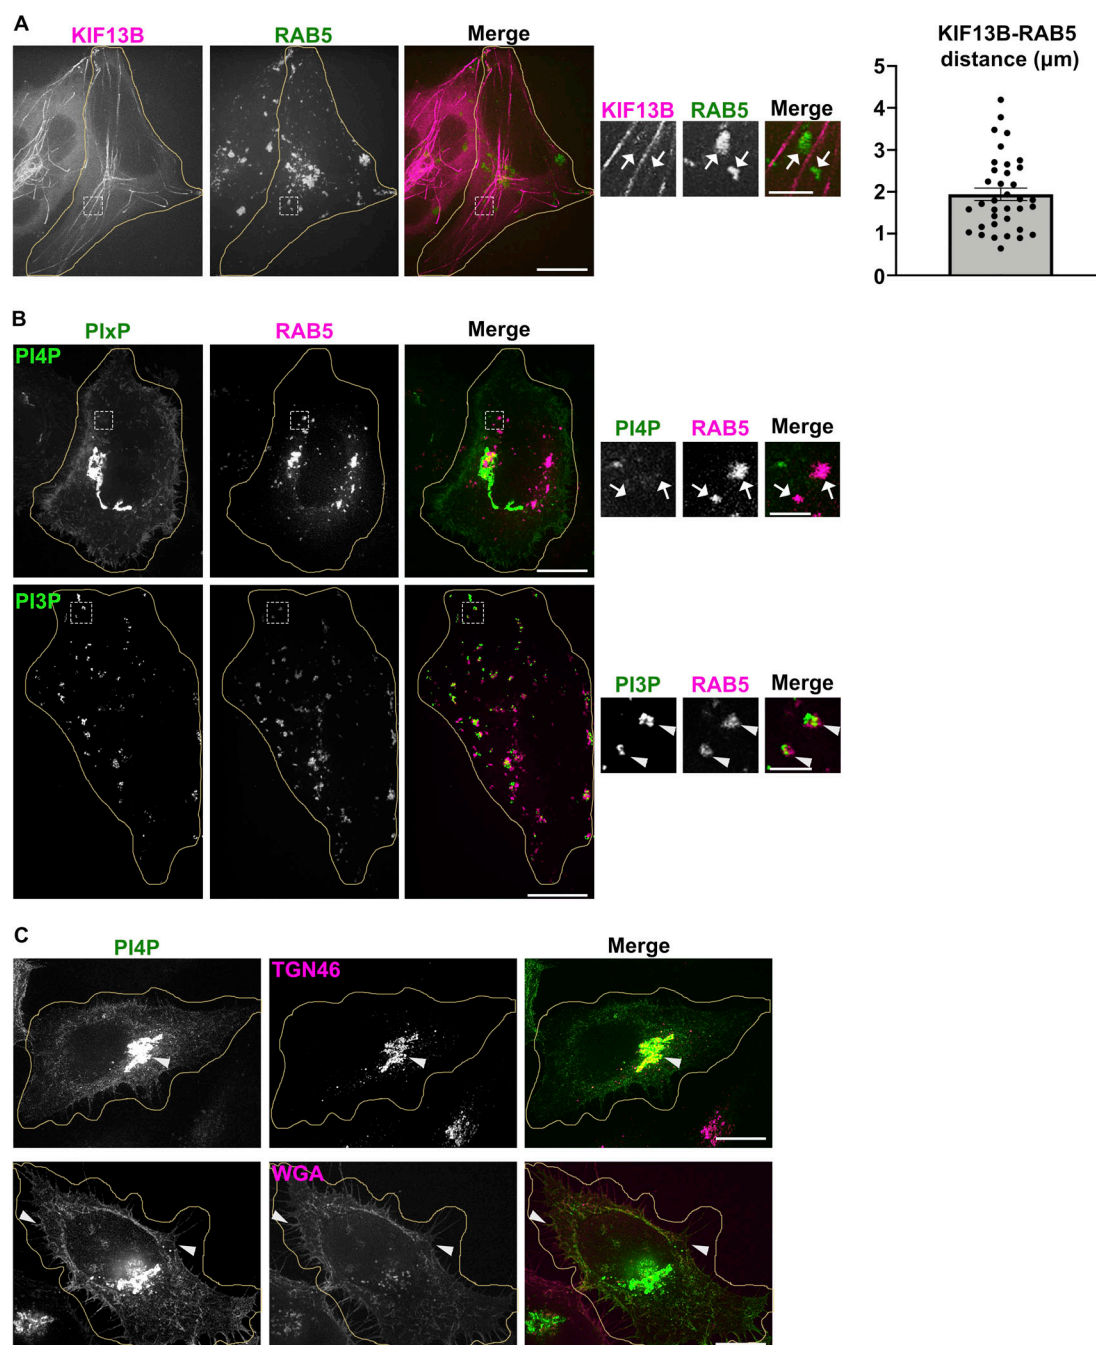 A
KIF13B
RAB5
Merge
KIF13B
RAB5
Merge
KIF13B-RAB5
distance (µm)
5
4
3
2
1
0
B
PIxP
RAB5
Merge
PI4P
PI4P
RAB5
Merge
PI3P
PI3P
RAB5
Merge
C
PI4P
Merge
TGN46
WGA